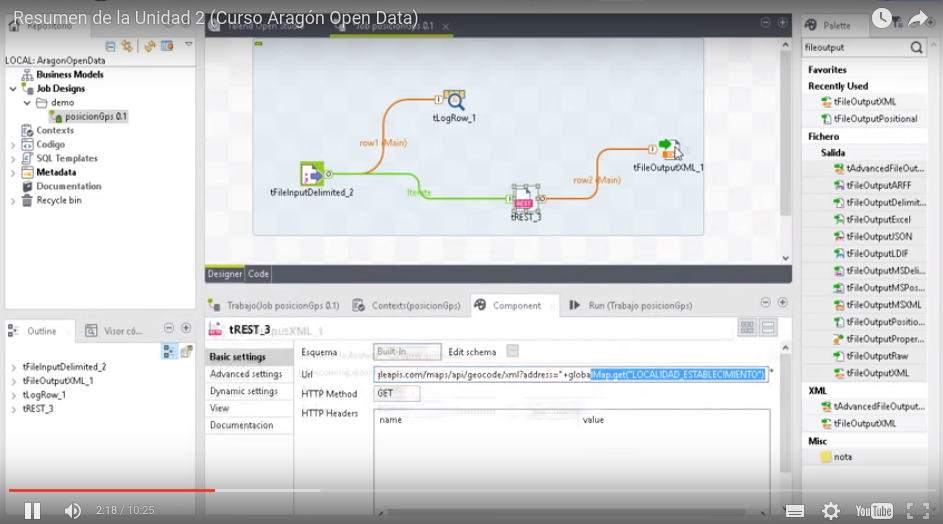 Resumen de la Unidad 2 (Curso Aragón Open Data)
Repositorio
LOCAL: AragonOpenData
Business Models
Job Designs
demo
posicionGps 0.1
Contexts
Codigo
SQL Templates
Metadata
Documentation
Recycle bin
Outline
Visor có...
tFileInputDelimited_2
tFileOutputXML_1
tLogRow_1
tREST_3
Talend Open Studio
Job posicionGps 0.1
tLogRow_1
row1 (Main)
tFileInputDelimited_2
Iterate
tREST_3
row2 (Main)
tFileOutputXML_1
Designer
Code
Trabajo(Job posicionGps 0.1)
Contexts(posicionGps)
Component
Run (Trabajo posicionGps)
tREST_3
Basic settings
Advanced settings
Dynamic settings
View
Documentacion
Esquema
Built-In
Edit schema
Url
gleapis.com/maps/api/geocode/xml?address="+globalMap.get("LOCALIDAD_ESTABLECIMIENTO")
*
HTTP Method
GET
HTTP Headers
name
value
Palette
fileoutput
Favorites
Recently Used
tFileOutputXML
tFileOutputPositional
Fichero
Salida
tAdvancedFileOut...
tFileOutputARFF
tFileOutputDelimit...
tFileOutputExcel
tFileOutputJSON
tFileOutputLDIF
tFileOutputMSDeli...
tFileOutputMSPos...
tFileOutputMSXML
tFileOutputPositio...
tFileOutputProper...
tFileOutputRaw
tFileOutputXML
XML
tAdvancedFileOutput...
tFileOutputXML
Misc
nota
2:18 / 10:25
YouTube